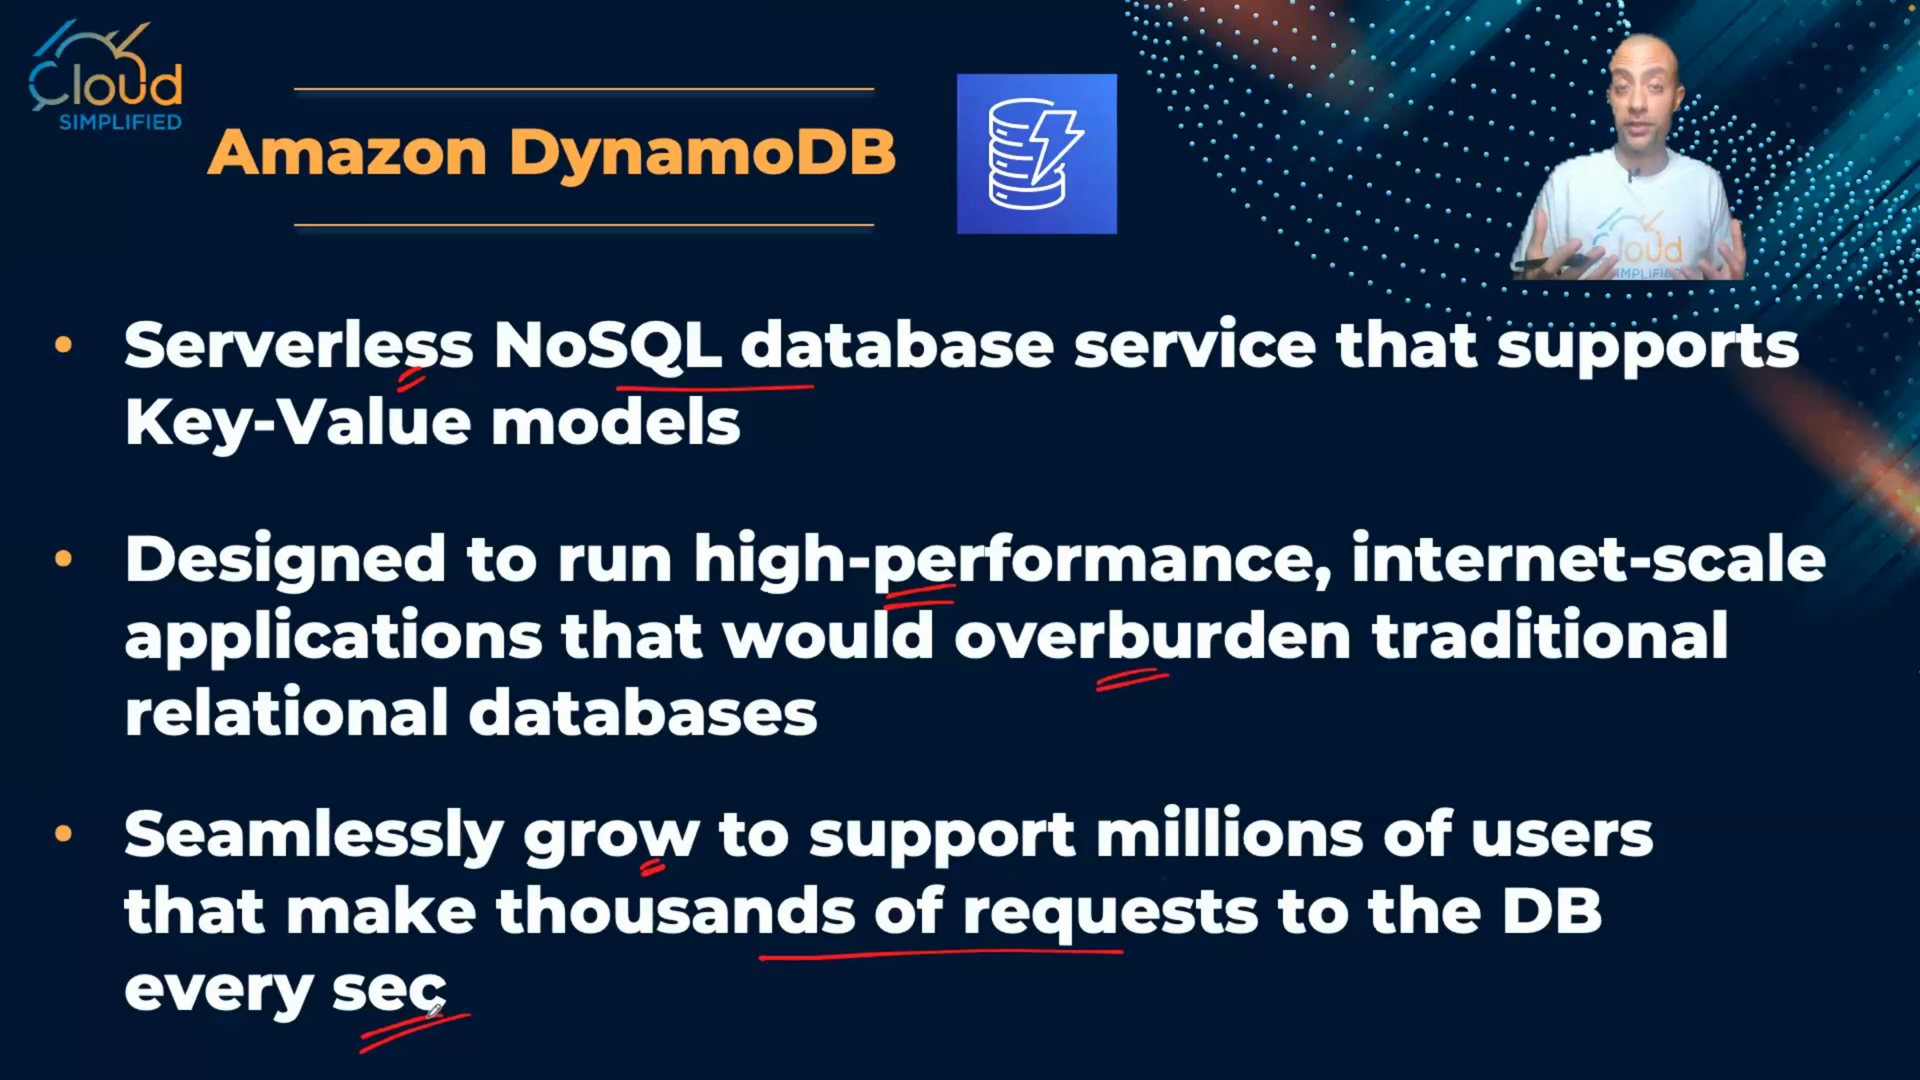 Cloud
SIMPLIFIED
Amazon DynamoDB
Cloud
SIMPLIFIED
• Serverless NoSQL database service that supports
Key-Value models
• Designed to run high-performance, internet-scale
applications that would overburden traditional
relational databases
• Seamlessly grow to support millions of users
that make thousands of requests to the DB
every sec